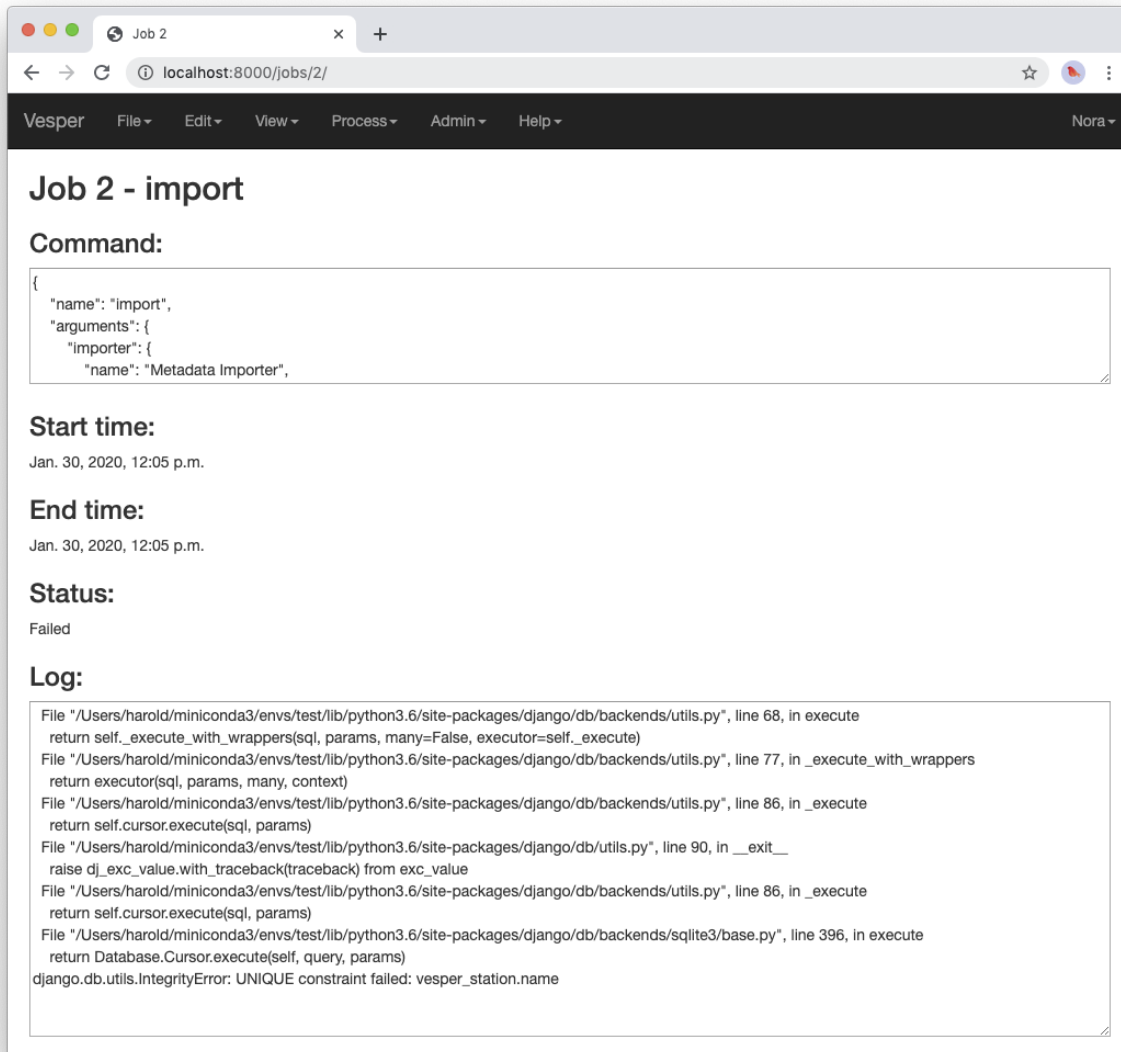 Job 2
localhost:8000/jobs/2/
Vesper File Edit View Process Admin Help Nora
Job 2 - import
Command:
{
"name": "import",
"arguments": {
"importer": {
"name": "Metadata Importer",
Start time:
Jan. 30, 2020, 12:05 p.m.
End time:
Jan. 30, 2020, 12:05 p.m.
Status:
Failed
Log:
File "/Users/harold/miniconda3/envs/test/lib/python3.6/site-packages/django/db/backends/utils.py", line 68, in execute
return self._execute_with_wrappers(sql, params, many=False, executor=self._execute)
File "/Users/harold/miniconda3/envs/test/lib/python3.6/site-packages/django/db/backends/utils.py", line 77, in _execute_with_wrappers
return executor(sql, params, many, context)
File "/Users/harold/miniconda3/envs/test/lib/python3.6/site-packages/django/db/backends/utils.py", line 86, in _execute
return self.cursor.execute(sql, params)
File "/Users/harold/miniconda3/envs/test/lib/python3.6/site-packages/django/db/utils.py", line 90, in __exit__
raise dj_exc_value.with_traceback(traceback) from exc_value
File "/Users/harold/miniconda3/envs/test/lib/python3.6/site-packages/django/db/backends/utils.py", line 86, in _execute
return self.cursor.execute(sql, params)
File "/Users/harold/miniconda3/envs/test/lib/python3.6/site-packages/django/db/backends/sqlite3/base.py", line 396, in execute
return Database.Cursor.execute(self, query, params)
django.db.utils.IntegrityError: UNIQUE constraint failed: vesper_station.name